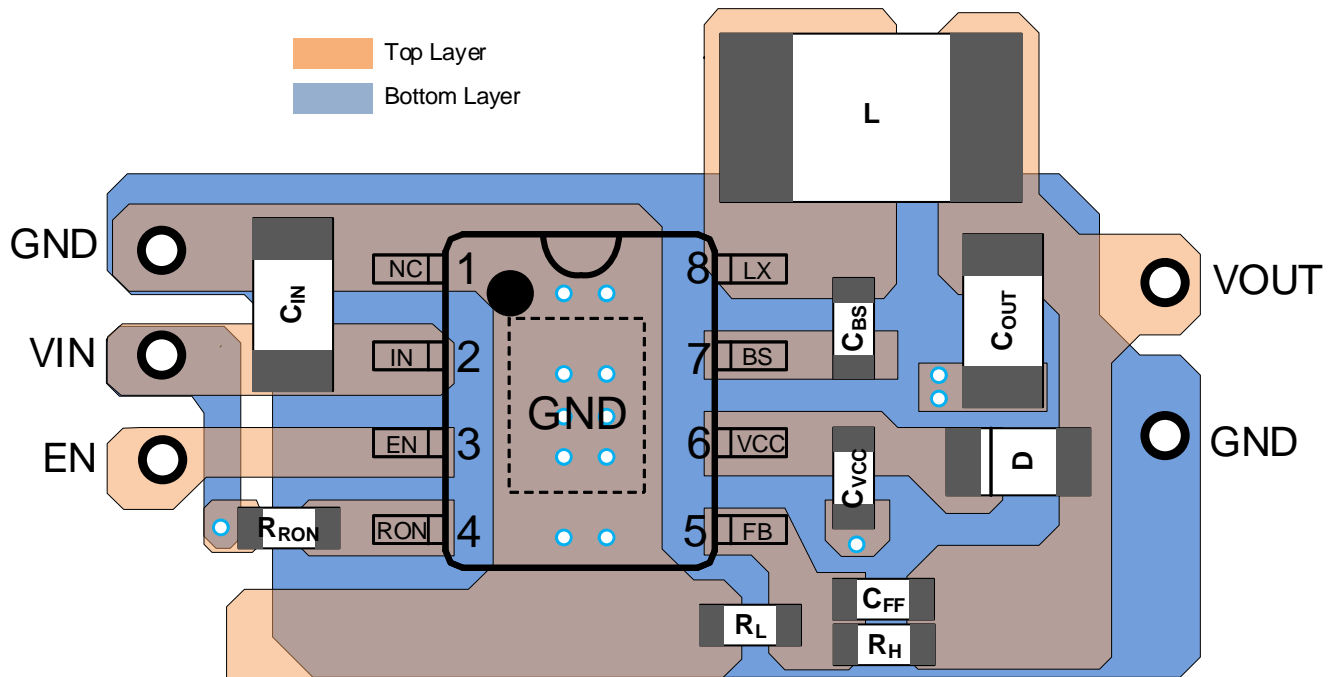 Top Layer
Bottom Layer
L
GND
VIN
EN
CIN
NC 1
IN 2
EN 3
RON 4
RRON
GND
8 LX
7 BS
6 VCC
5 FB
CBS
COUT
CVCC
D
CFF
RH
RL
VOUT
GND